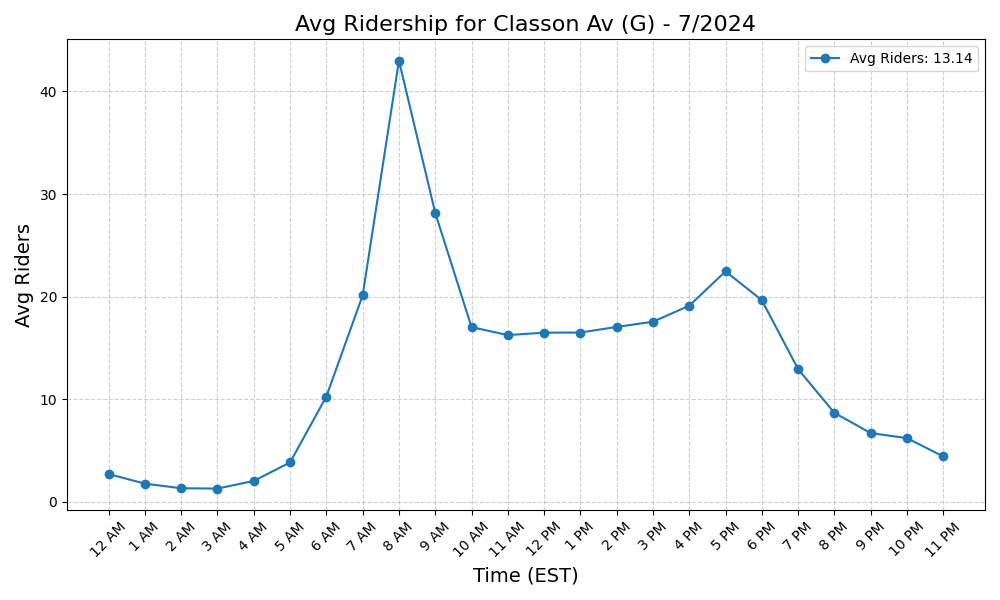 Avg Ridership for Classon Av (G) - 7/2024
Avg Riders: 13.14
Avg Riders
40
30
20
10
0
12 AM
1 AM
2 AM
3 AM
4 AM
5 AM
6 AM
7 AM
8 AM
9 AM
10 AM
11 AM
12 PM
1 PM
2 PM
3 PM
4 PM
5 PM
6 PM
7 PM
8 PM
9 PM
10 PM
11 PM
Time (EST)